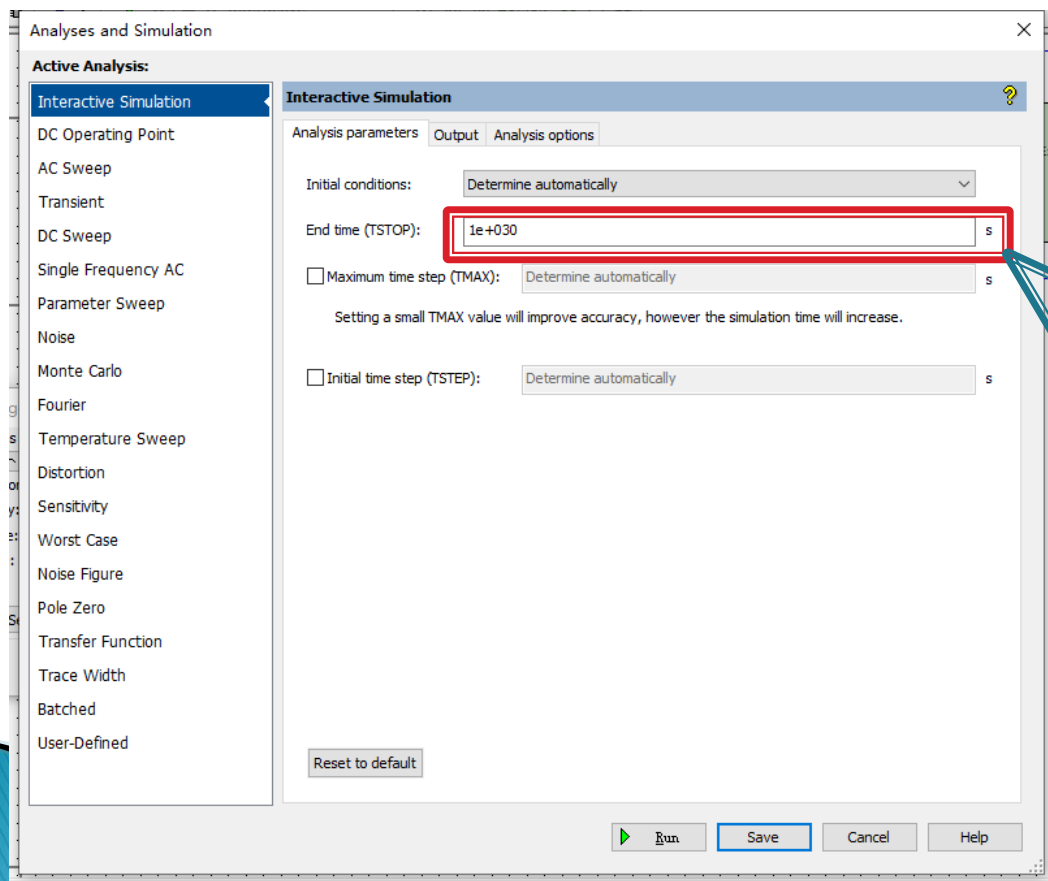 Analyses and Simulation
Active Analysis:
Interactive Simulation
DC Operating Point
AC Sweep
Transient
DC Sweep
Single Frequency AC
Parameter Sweep
Noise
Monte Carlo
Fourier
Temperature Sweep
Distortion
Sensitivity
Worst Case
Noise Figure
Pole Zero
Transfer Function
Trace Width
Batched
User-Defined
Interactive Simulation
Analysis parameters Output Analysis options
Initial conditions: Determine automatically
End time (TSTOP): 1e+030 s
Maximum time step (TMAX): Determine automatically s
Setting a small TMAX value will improve accuracy, however the simulation time will increase.
Initial time step (TSTEP): Determine automatically s
Reset to default
Run Save Cancel Help